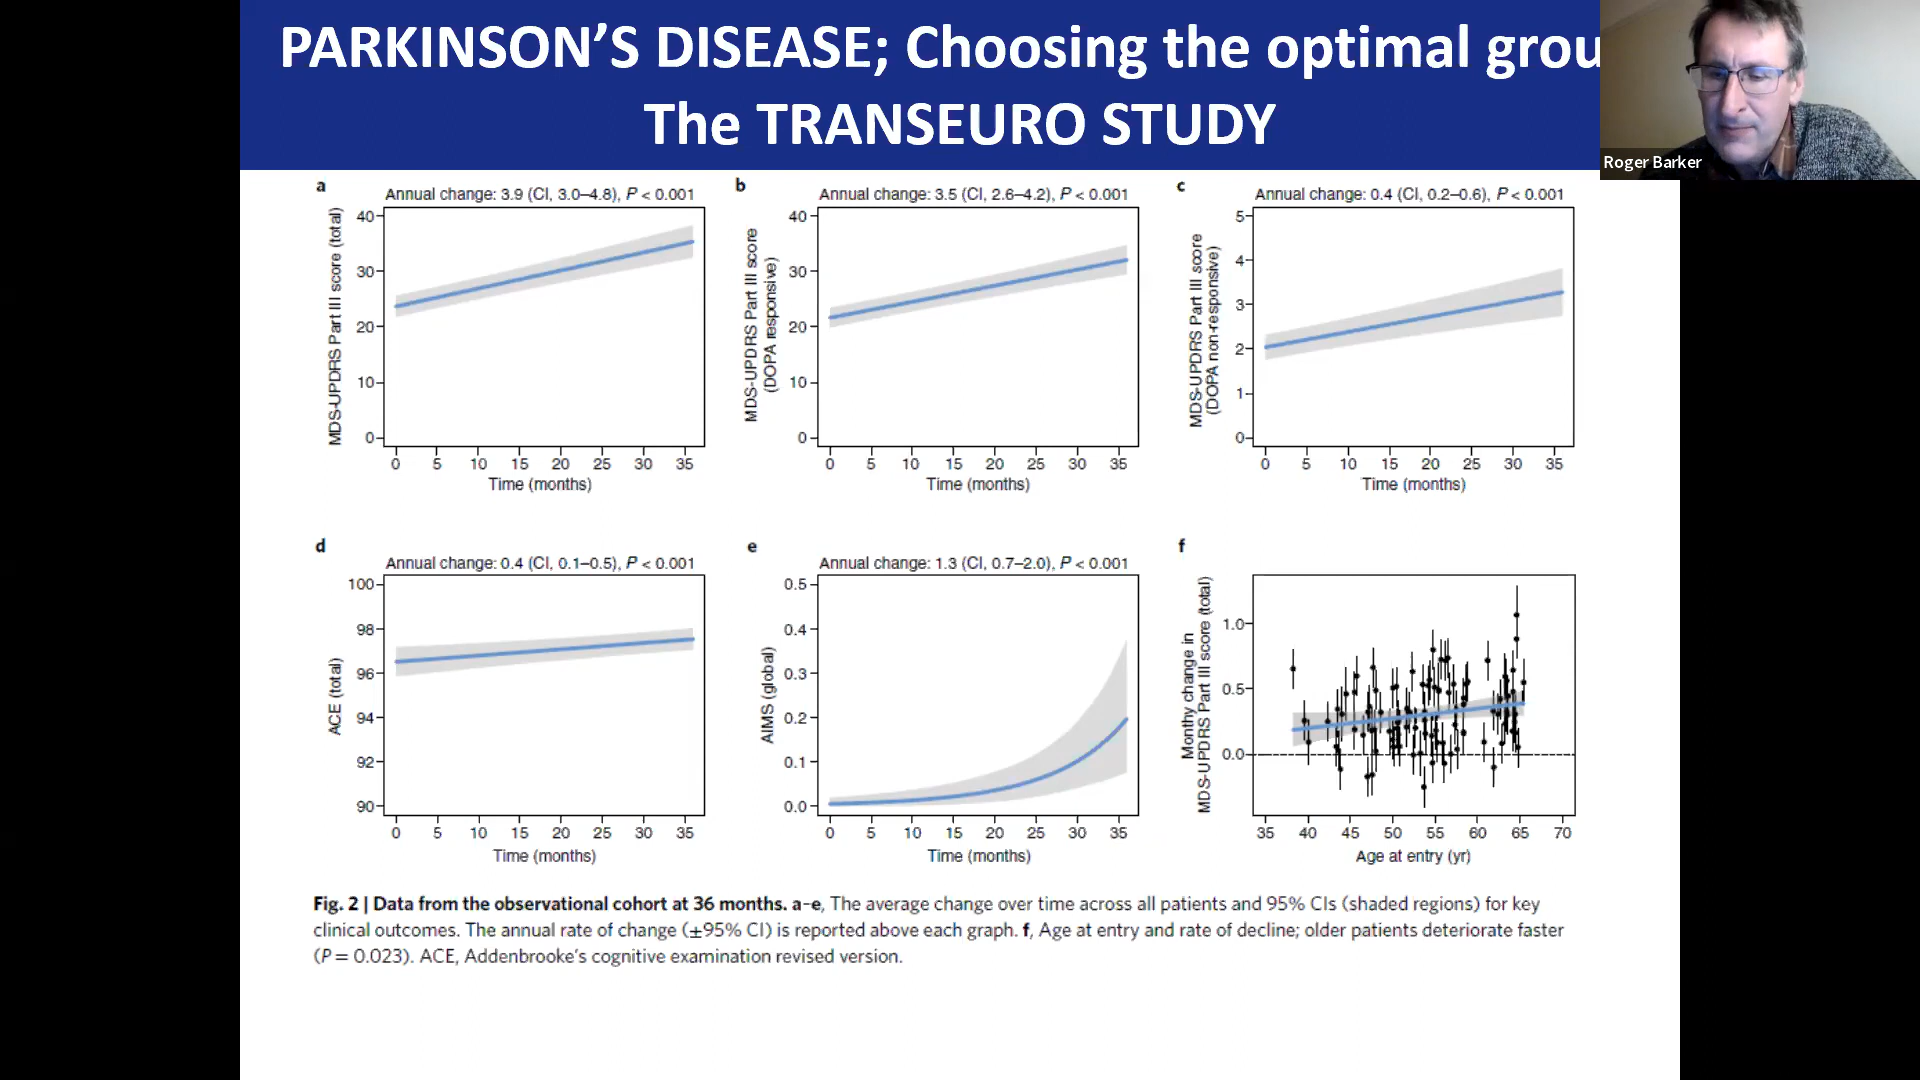 PARKINSON'S DISEASE; Choosing the optimal grou
The TRANSEURO STUDY
Roger Barker
a
Annual change: 3.9 (CI, 3.0–4.8), P < 0.001
MDS-UPDRS Part III score (total)
40
30
20
10
0
0 5 10 15 20 25 30 35
Time (months)
b
Annual change: 3.5 (CI, 2.6–4.2), P < 0.001
MDS-UPDRS Part III score
(DOPA responsive)
40
30
20
10
0
0 5 10 15 20 25 30 35
Time (months)
c
Annual change: 0.4 (CI, 0.2–0.6), P < 0.001
MDS-UPDRS Part III score
(DOPA non-responsive)
5
4
3
2
1
0
0 5 10 15 20 25 30 35
Time (months)
d
Annual change: 0.4 (CI, 0.1–0.5), P < 0.001
ACE (total)
100
98
96
94
92
90
0 5 10 15 20 25 30 35
Time (months)
e
Annual change: 1.3 (CI, 0.7–2.0), P < 0.001
AIMS (global)
0.5
0.4
0.3
0.2
0.1
0.0
0 5 10 15 20 25 30 35
Time (months)
f
Monthy change in
MDS-UPDRS Part III score (total)
1.0
0.5
0.0
35 40 45 50 55 60 65 70
Age at entry (yr)
Fig. 2 | Data from the observational cohort at 36 months. a–e, The average change over time across all patients and 95% CIs (shaded regions) for key
clinical outcomes. The annual rate of change (±95% CI) is reported above each graph. f, Age at entry and rate of decline; older patients deteriorate faster
(P = 0.023). ACE, Addenbrooke's cognitive examination revised version.